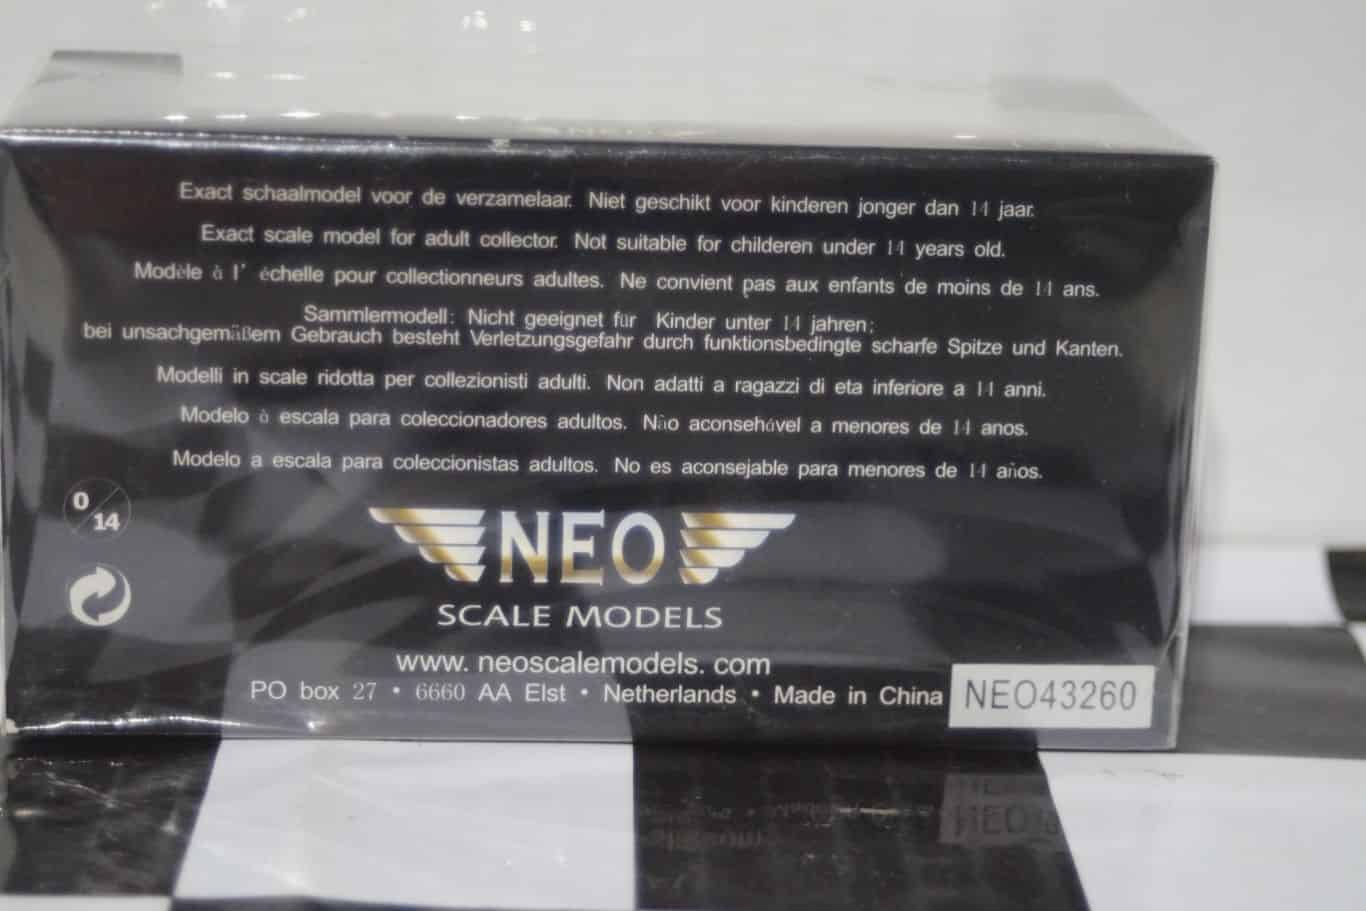 Exact schaalmodel voor de verzamelaar. Niet geschikt voor kinderen jonger dan 14 jaar.
Exact scale model for adult collector. Not suitable for childeren under 14 years old.
Modèle à l' échelle pour collectionneurs adultes. Ne convient pas aux enfants de moins de 14 ans.
Sammlermodell: Nicht geeignet für Kinder unter 14 jahren;
bei unsachgemäßem Gebrauch besteht Verletzungsgefahr durch funktionsbedingte scharfe Spitze und Kanten.
Modelli in scale ridotta per collezionisti adulti. Non adatti a ragazzi di eta inferiore a 14 anni.
Modelo à escala para coleccionadores adultos. Não aconsehável a menores de 14 anos.
Modelo a escala para coleccionistas adultos. No es aconsejable para menores de 14 años.
0/14
NEO
SCALE MODELS
www. neoscalemodels. com
PO box 27 • 6660 AA Elst • Netherlands • Made in China NEO43260